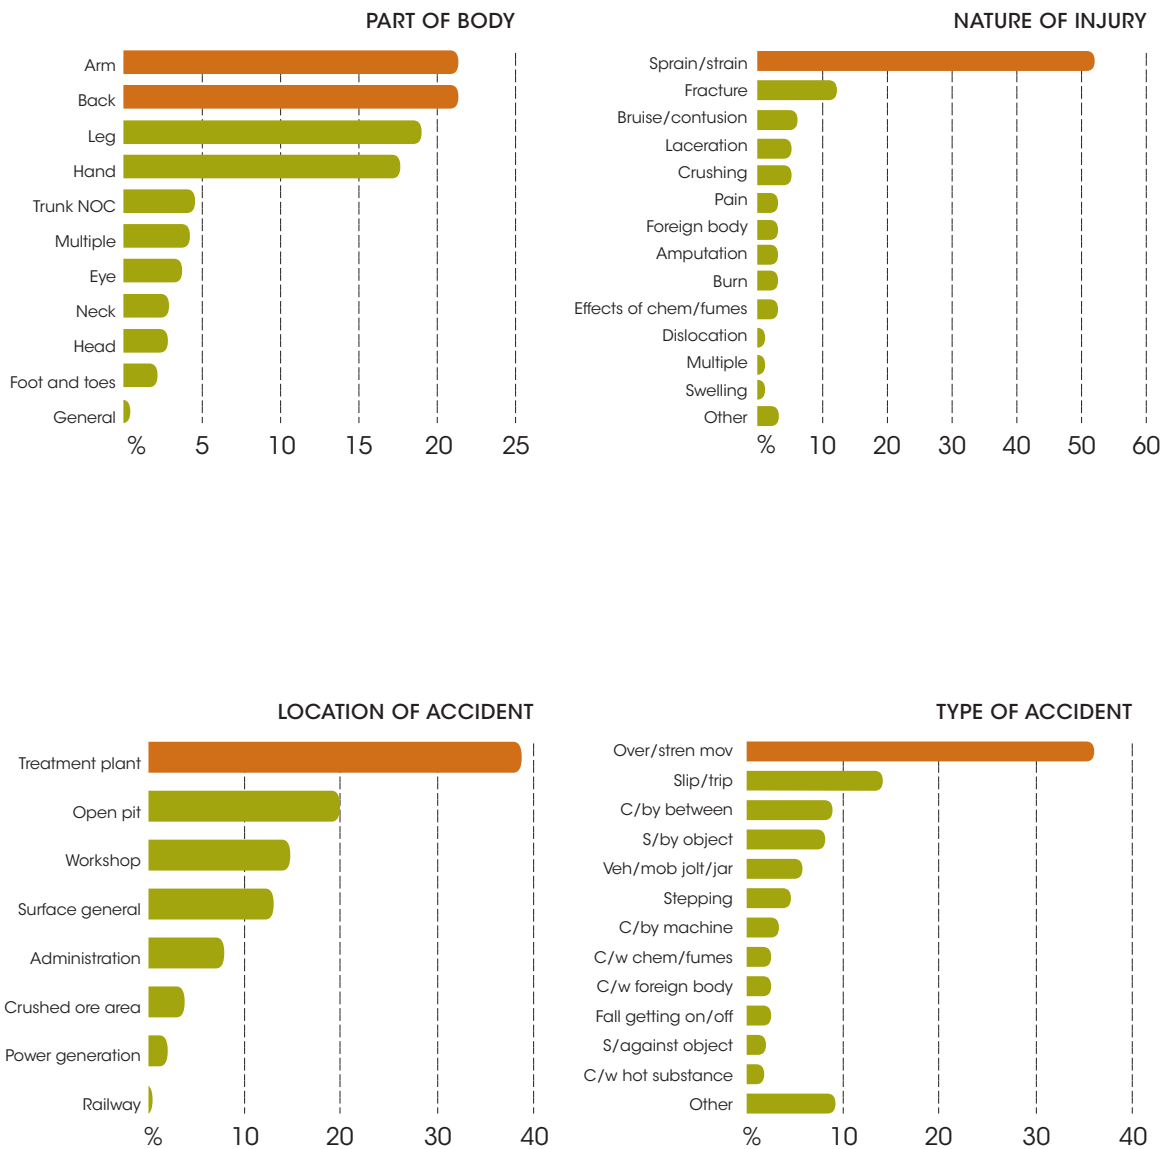 PART OF BODY
Arm
Back
Leg
Hand
Trunk NOC
Multiple
Eye
Neck
Head
Foot and toes
General
% 5 10 15 20 25
NATURE OF INJURY
Sprain/strain
Fracture
Bruise/contusion
Laceration
Crushing
Pain
Foreign body
Amputation
Burn
Effects of chem/fumes
Dislocation
Multiple
Swelling
Other
% 10 20 30 40 50 60
LOCATION OF ACCIDENT
Treatment plant
Open pit
Workshop
Surface general
Administration
Crushed ore area
Power generation
Railway
% 10 20 30 40
TYPE OF ACCIDENT
Over/stren mov
Slip/trip
C/by between
S/by object
Veh/mob jolt/jar
Stepping
C/by machine
C/w chem/fumes
C/w foreign body
Fall getting on/off
S/against object
C/w hot substance
Other
% 10 20 30 40